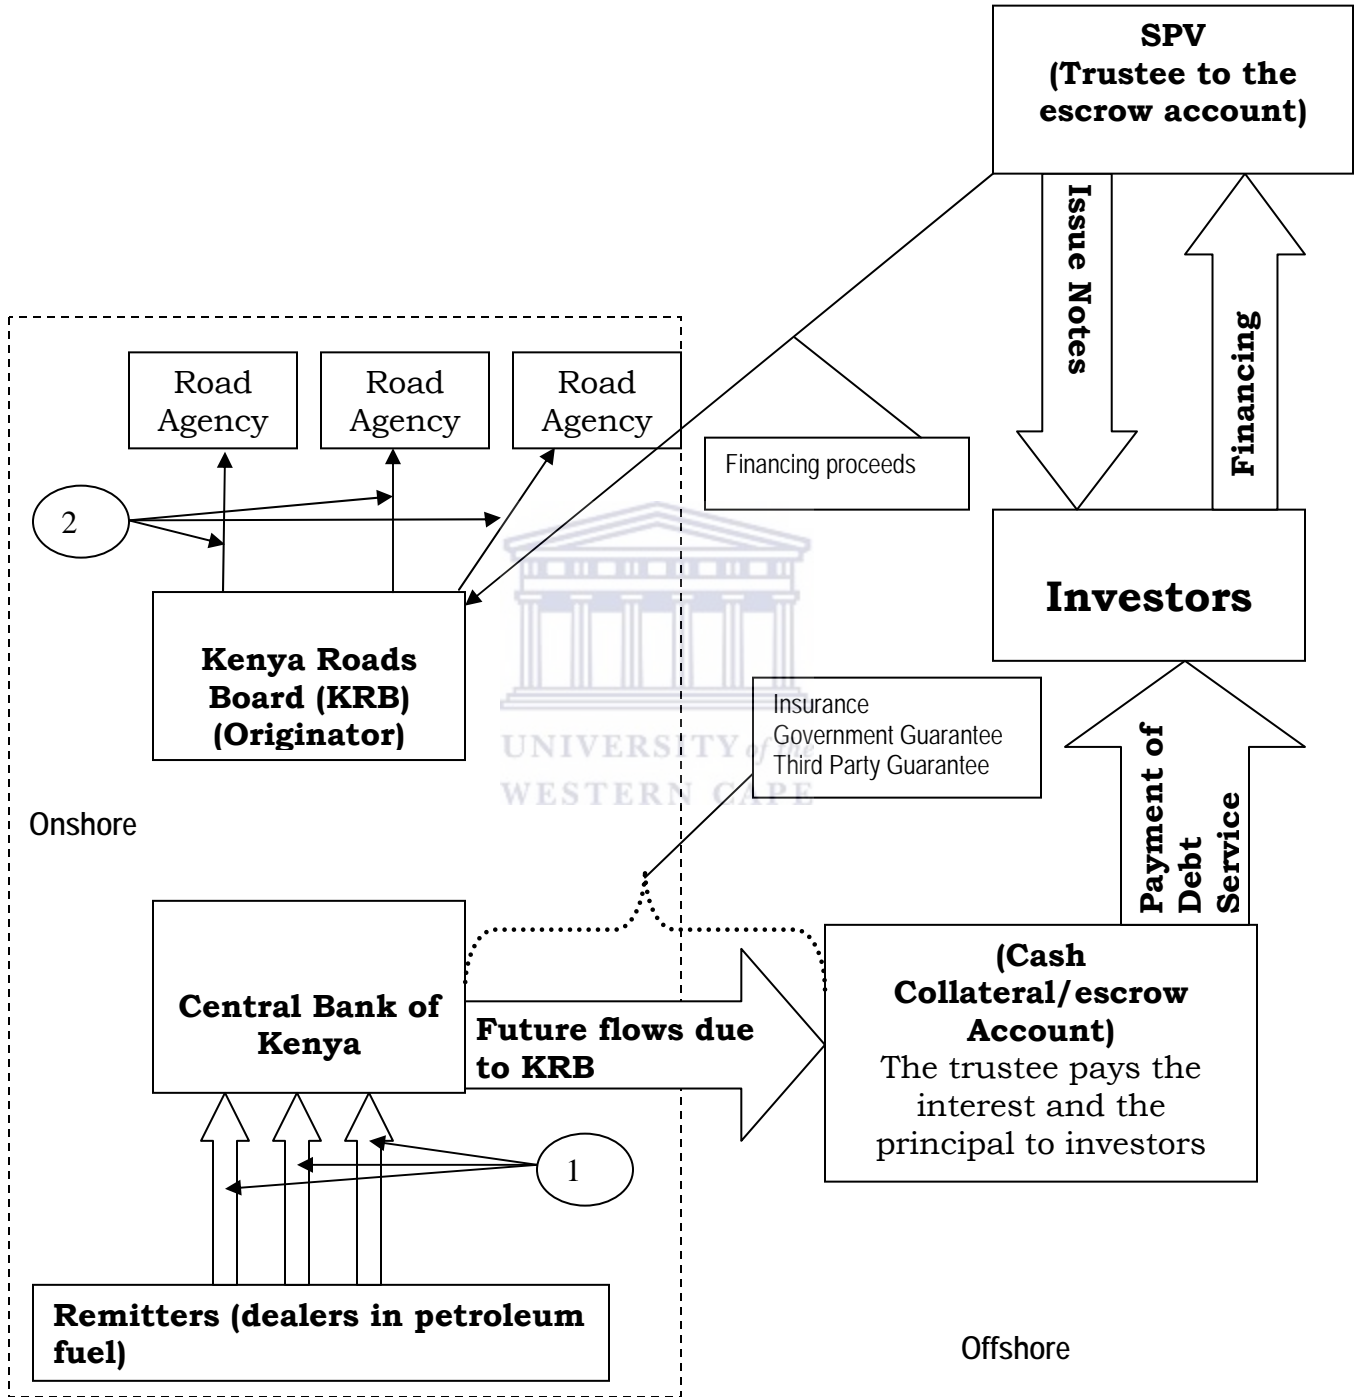 SPV
(Trustee to the
escrow account)
Issue Notes
Financing
Road
Agency
Road
Agency
Road
Agency
Financing proceeds
2
Investors
Kenya Roads
Board (KRB)
(Originator)
Insurance
Government Guarantee
Third Party Guarantee
UNIVERSITY of the
WESTERN CAPE
Onshore
Payment of
Debt
Service
Central Bank of
Kenya
Future flows due
to KRB
(Cash
Collateral/escrow
Account)
The trustee pays the
interest and the
principal to investors
1
Remitters (dealers in petroleum
fuel)
Offshore